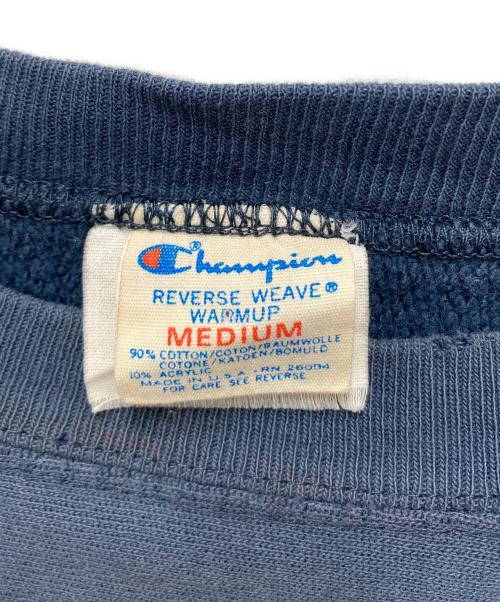 Champion®
REVERSE WEAVE®
WARMUP
MEDIUM
90% COTTON/COTON/BAUMWOLLE
COTONE/KATOEN/BOMULD
10% ACRYLIC
MADE IN U.S.A. - RN 26094
FOR CARE SEE REVERSE